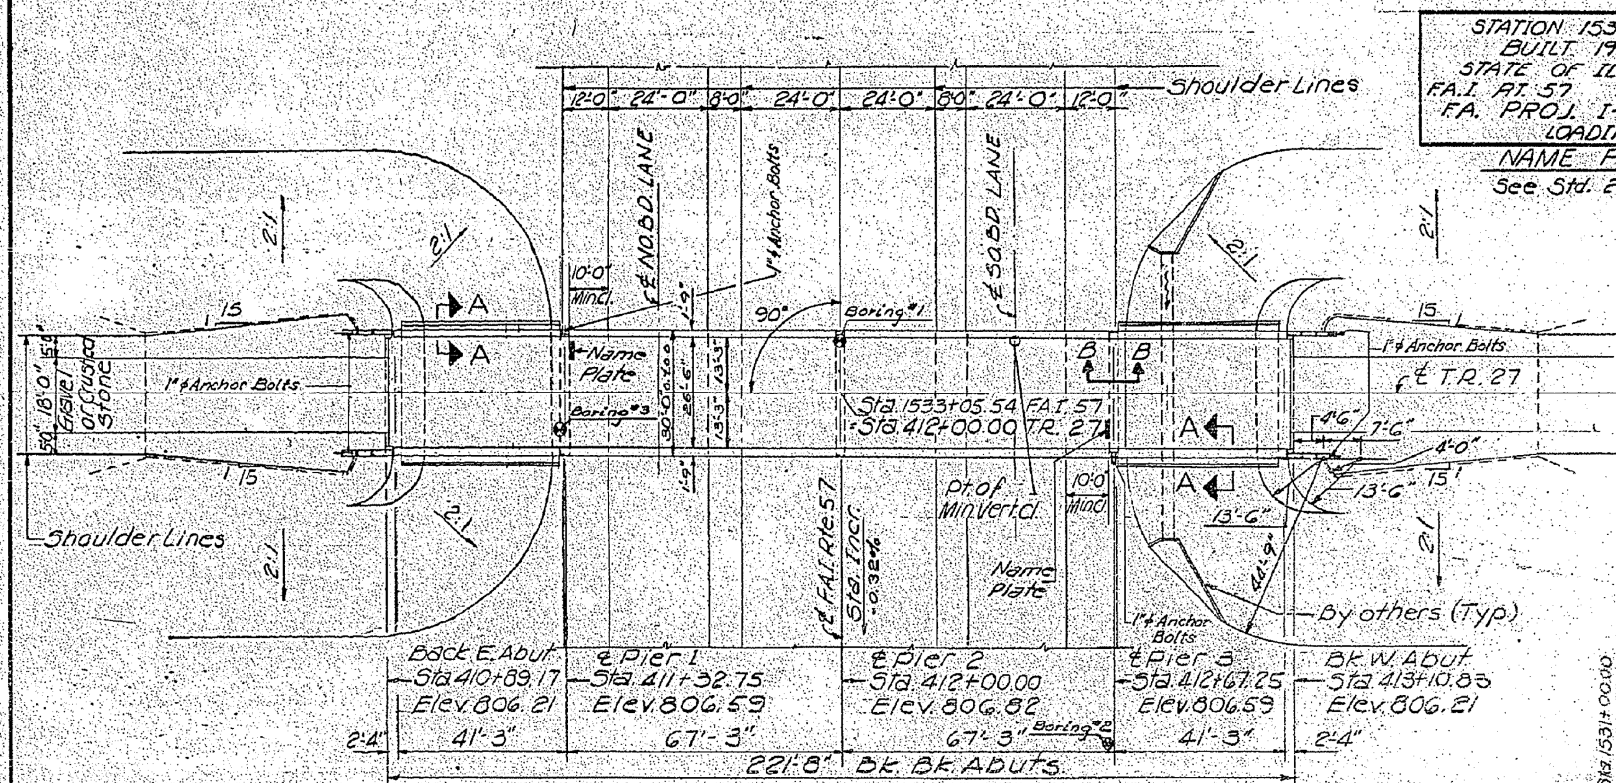 STATION 153
BUILT 19
STATE OF IL
F.A.I. RT. 57
F.A. PROJ. I-
LOADI
NAME P
See Std. 2
Shoulder Lines
12'-0" 24'-0" 8'-0" 24'-0" 24'-0" 8'-0" 24'-0" 12'-0"
℄ NO.BD. LANE
1"ϕ Anchor Bolts
℄ SO.BD. LANE
2:1
2:1
2:1
2:1
10'-0"
Min.Cl.
1'-9"
90°
Boring #1
15
1
A
A
Name
Plate
B B
15
1
1"ϕ Anchor Bolts
℄ T.R. 27
5'-0" 18'-0" 5'-0"
Gravel
or Crushed
Stone
1"ϕ Anchor Bolts
Boring #3
30'-0" O. to O.
26'-6"
13'-3" 13'-3"
Sta. 1533+05.54 F.A.I. 57
=Sta. 412+00.00 T.R. 27
4'-6"
7'-6"
4'-0"
13'-6"
15
1
15
1
1'-9"
A
A
Pt. of
Min. Vert. Cl.
10'-0"
Min.Cl.
13'-6"
44'-9"
Shoulder Lines
2:1
2:1
2:1
℄ F.A.I. Rte. 57
Sta. Incr.
-0.32%
Name
Plate
1"ϕ Anchor
Bolts
By others (Typ)
Back E. Abut
Sta 410+89.17
Elev. 806.21
℄ Pier 1
Sta. 411+32.75
Elev. 806.59
℄ Pier 2
Sta. 412+00.00
Elev. 806.82
℄ Pier 3
Sta. 412+67.25
Elev. 806.59
Bk. W. Abut
Sta. 413+10.83
Elev. 806.21
Boring #2
2'-4" 41'-3" 67'-3" 67'-3" 41'-3" 2'-4"
221'-8" Bk. Bk. Abuts.
Sta. 1531+00.00